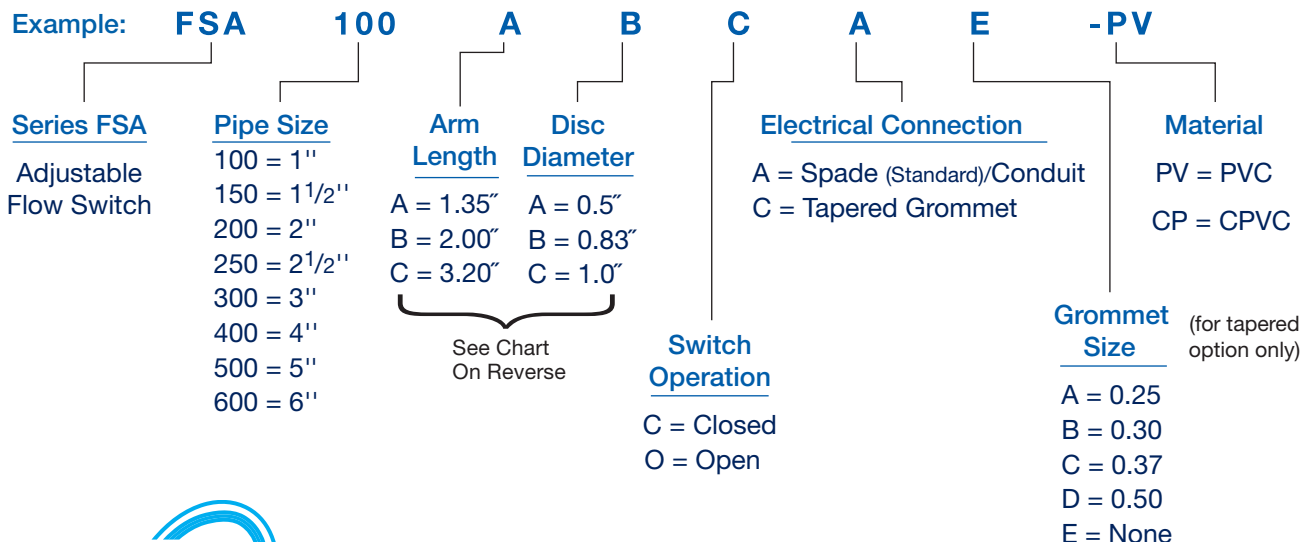 Example: FSA 100 A B C A E -PV
Series FSA
Adjustable
Flow Switch
Pipe Size
100 = 1''
150 = 1 1/2''
200 = 2''
250 = 2 1/2''
300 = 3''
400 = 4''
500 = 5''
600 = 6''
Arm
Length
A = 1.35″
B = 2.00″
C = 3.20″
Disc
Diameter
A = 0.5″
B = 0.83″
C = 1.0″
See Chart
On Reverse
Switch
Operation
C = Closed
O = Open
Electrical Connection
A = Spade (Standard)/Conduit
C = Tapered Grommet
Grommet
Size
(for tapered
option only)
A = 0.25
B = 0.30
C = 0.37
D = 0.50
E = None
Material
PV = PVC
CP = CPVC